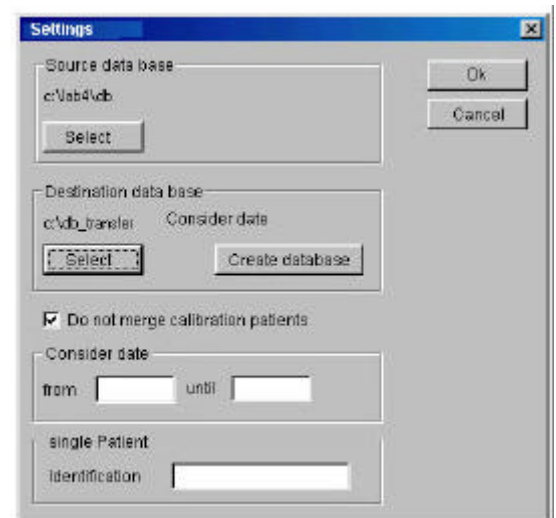 Settings
Source data base
c:\lab4\db
Select
Ok
Cancel
Destination data base
c:\db_transfer Consider date
Select Create database
Do not merge calibration patients
Consider date
from until
single Patient
Identification